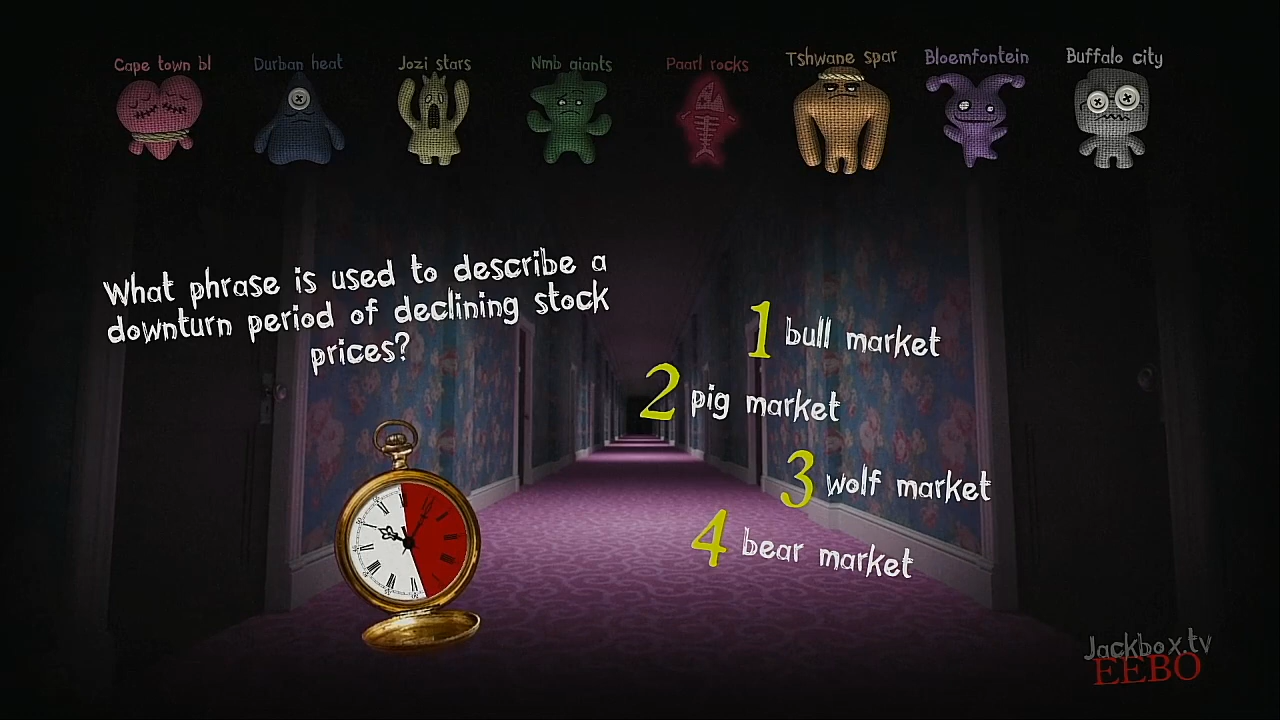 Cape town bl
Durban heat
Jozi stars
Nmb giants
Paarl rocks
Tshwane spar
Bloemfontein
Buffalo city
What phrase is used to describe a
downturn period of declining stock
prices?
1 bull market
2 pig market
3 wolf market
4 bear market
Jackbox.tv
EEBO